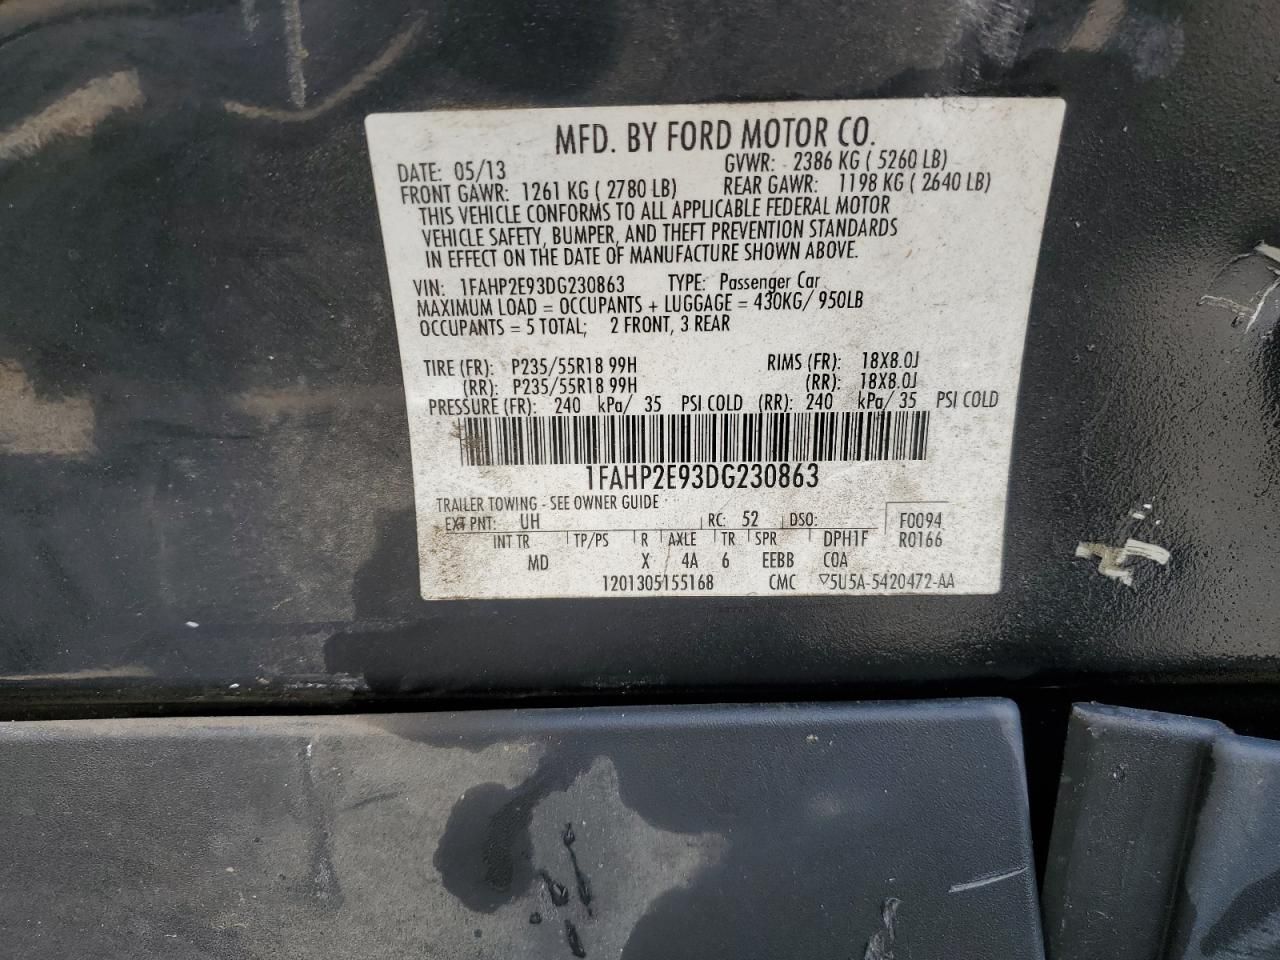 MFD. BY FORD MOTOR CO.
DATE: 05/13 GVWR: 2386 KG ( 5260 LB)
FRONT GAWR: 1261 KG ( 2780 LB) REAR GAWR: 1198 KG ( 2640 LB)
THIS VEHICLE CONFORMS TO ALL APPLICABLE FEDERAL MOTOR
VEHICLE SAFETY, BUMPER, AND THEFT PREVENTION STANDARDS
IN EFFECT ON THE DATE OF MANUFACTURE SHOWN ABOVE.
VIN: 1FAHP2E93DG230863 TYPE: Passenger Car
MAXIMUM LOAD = OCCUPANTS + LUGGAGE = 430KG/ 950LB
OCCUPANTS = 5 TOTAL; 2 FRONT, 3 REAR
TIRE (FR): P235/55R18 99H RIMS (FR): 18X8.0J
(RR): P235/55R18 99H (RR): 18X8.0J
PRESSURE (FR): 240 kPa/ 35 PSI COLD (RR): 240 kPa/ 35 PSI COLD
1FAHP2E93DG230863
TRAILER TOWING - SEE OWNER GUIDE
EXT PNT: UH RC: 52 DSO: F0094
INT TR TP/PS R AXLE TR SPR DPH1F R0166
MD X 4A 6 EEBB COA
1201305155168 CMC ▽5U5A-5420472-AA